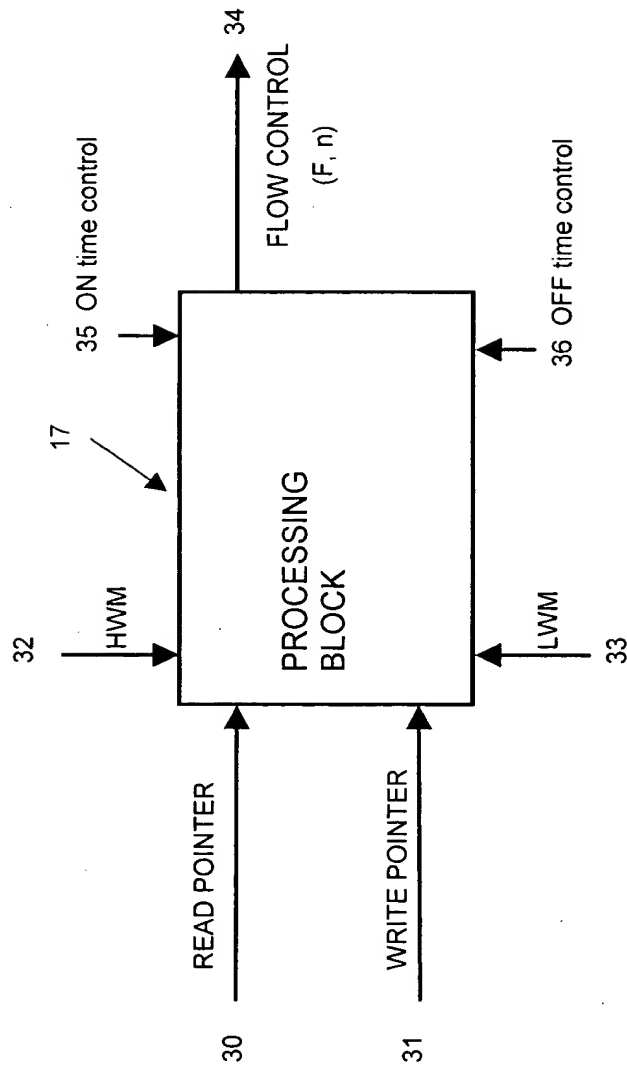 32
HWM
17
35 ON time control
34
30
READ POINTER
PROCESSING
BLOCK
FLOW CONTROL
(F, n)
31
WRITE POINTER
LWM
33
36 OFF time control